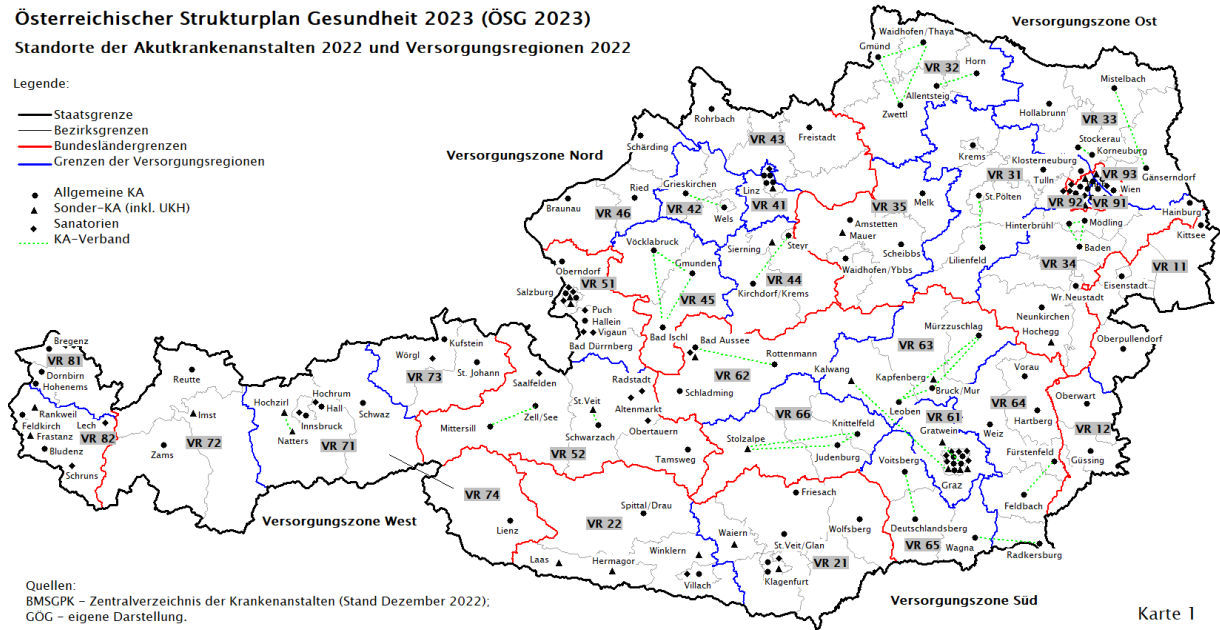 Österreichischer Strukturplan Gesundheit 2023 (ÖSG 2023)
Standorte der Akutkrankenanstalten 2022 und Versorgungsregionen 2022
Legende:
Staatsgrenze
Bezirksgrenzen
Bundesländergrenzen
Grenzen der Versorgungsregionen
Allgemeine KA
Sonder-KA (inkl. UKH)
Sanatorien
KA-Verband
Versorgungszone Ost
Waidhofen/Thaya
Gmünd
VR 32
Horn
Allentsteig
Zwettl
Mistelbach
Hollabrunn
VR 33
Stockerau
Korneuburg
Gänserndorf
Krems
Klosterneuburg
VR 31
Tulln
VR 93
Wien
VR 92
VR 91
St.Pölten
Hainburg
Kittsee
Hinterbrühl
Mödling
Baden
Lilienfeld
VR 34
VR 11
Eisenstadt
Wr.Neustadt
Neunkirchen
Hochegg
Oberpullendorf
VR 35
Melk
Amstetten
Mauer
Scheibbs
Waidhofen/Ybbs
Versorgungszone Nord
Rohrbach
VR 43
Freistadt
Schärding
Linz
VR 41
Grieskirchen
VR 42
Wels
Ried
Braunau
VR 46
Vöcklabruck
Gmunden
VR 45
Bad Ischl
Sierning
Steyr
VR 44
Kirchdorf/Krems
Oberndorf
VR 51
Salzburg
Puch
Hallein
Vigaun
Bad Dürrnberg
Bad Aussee
Rottenmann
VR 62
Schladming
Mürzzuschlag
VR 63
Kalwang
Kapfenberg
Bruck/Mur
Leoben
VR 61
Gratwein
Graz
VR 64
Vorau
Hartberg
Weiz
Fürstenfeld
Feldbach
Oberwart
VR 12
Güssing
VR 66
Stolzalpe
Knittelfeld
Judenburg
Voitsberg
Deutschlandsberg
VR 65
Wagna
Radkersburg
Bregenz
VR 81
Dornbirn
Hohenems
Rankweil
Feldkirch
Frastanz
Lech
VR 82
Bludenz
Schruns
Reutte
Imst
VR 72
Zams
Hochzirl
Hochrum
Hall
Innsbruck
Natters
VR 71
Schwaz
Wörgl
Kufstein
St. Johann
VR 73
Saalfelden
Zell/See
Mittersill
St.Veit
Schwarzach
VR 52
Radstadt
Altenmarkt
Obertauern
Tamsweg
VR 74
Lienz
Versorgungszone West
Spittal/Drau
VR 22
Winklern
Laas
Hermagor
Villach
Friesach
Waiern
St.Veit/Glan
Wolfsberg
VR 21
Klagenfurt
Versorgungszone Süd
Quellen:
BMSGPK – Zentralverzeichnis der Krankenanstalten (Stand Dezember 2022);
GÖG – eigene Darstellung.
Karte 1